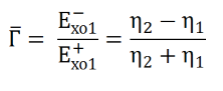 Γ̅ = E⁻ₓₒ₁ / E⁺ₓₒ₁ = (η₂ − η₁) / (η₂ + η₁)